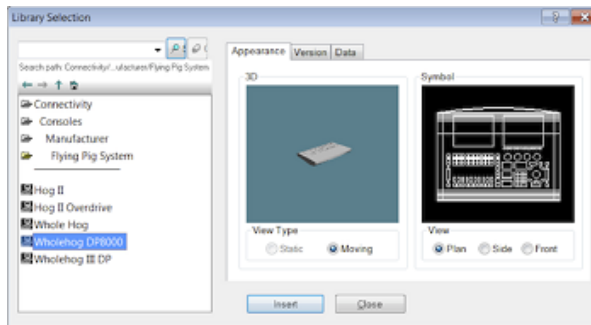 Library Selection
Search path: Connectivity/...ufacturer/Flying Pig System
Connectivity
Consoles
Manufacturer
Flying Pig System
Hog II
Hog II Overdrive
Whole Hog
Wholehog DP8000
Wholehog III DP
Appearance Version Data
3D
View Type
Static Moving
Symbol
View
Plan Side Front
Insert Close